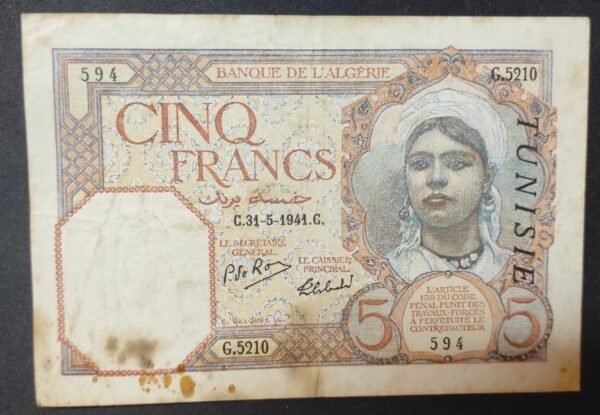 594
BANQUE DE L'ALGÉRIE
G.5210
CINQ
FRANCS
خمسة فرنك
C.31-5-1941.C.
LE SECRÉTAIRE
GÉNÉRAL
LE CAISSIER
PRINCIPAL
TUNISIE
5
L'ARTICLE
139 DU CODE
PÉNAL PUNIT DES
TRAVAUX-FORCÉS
À PERPÉTUITÉ LE
CONTREFACTEUR
594
5
G.5210